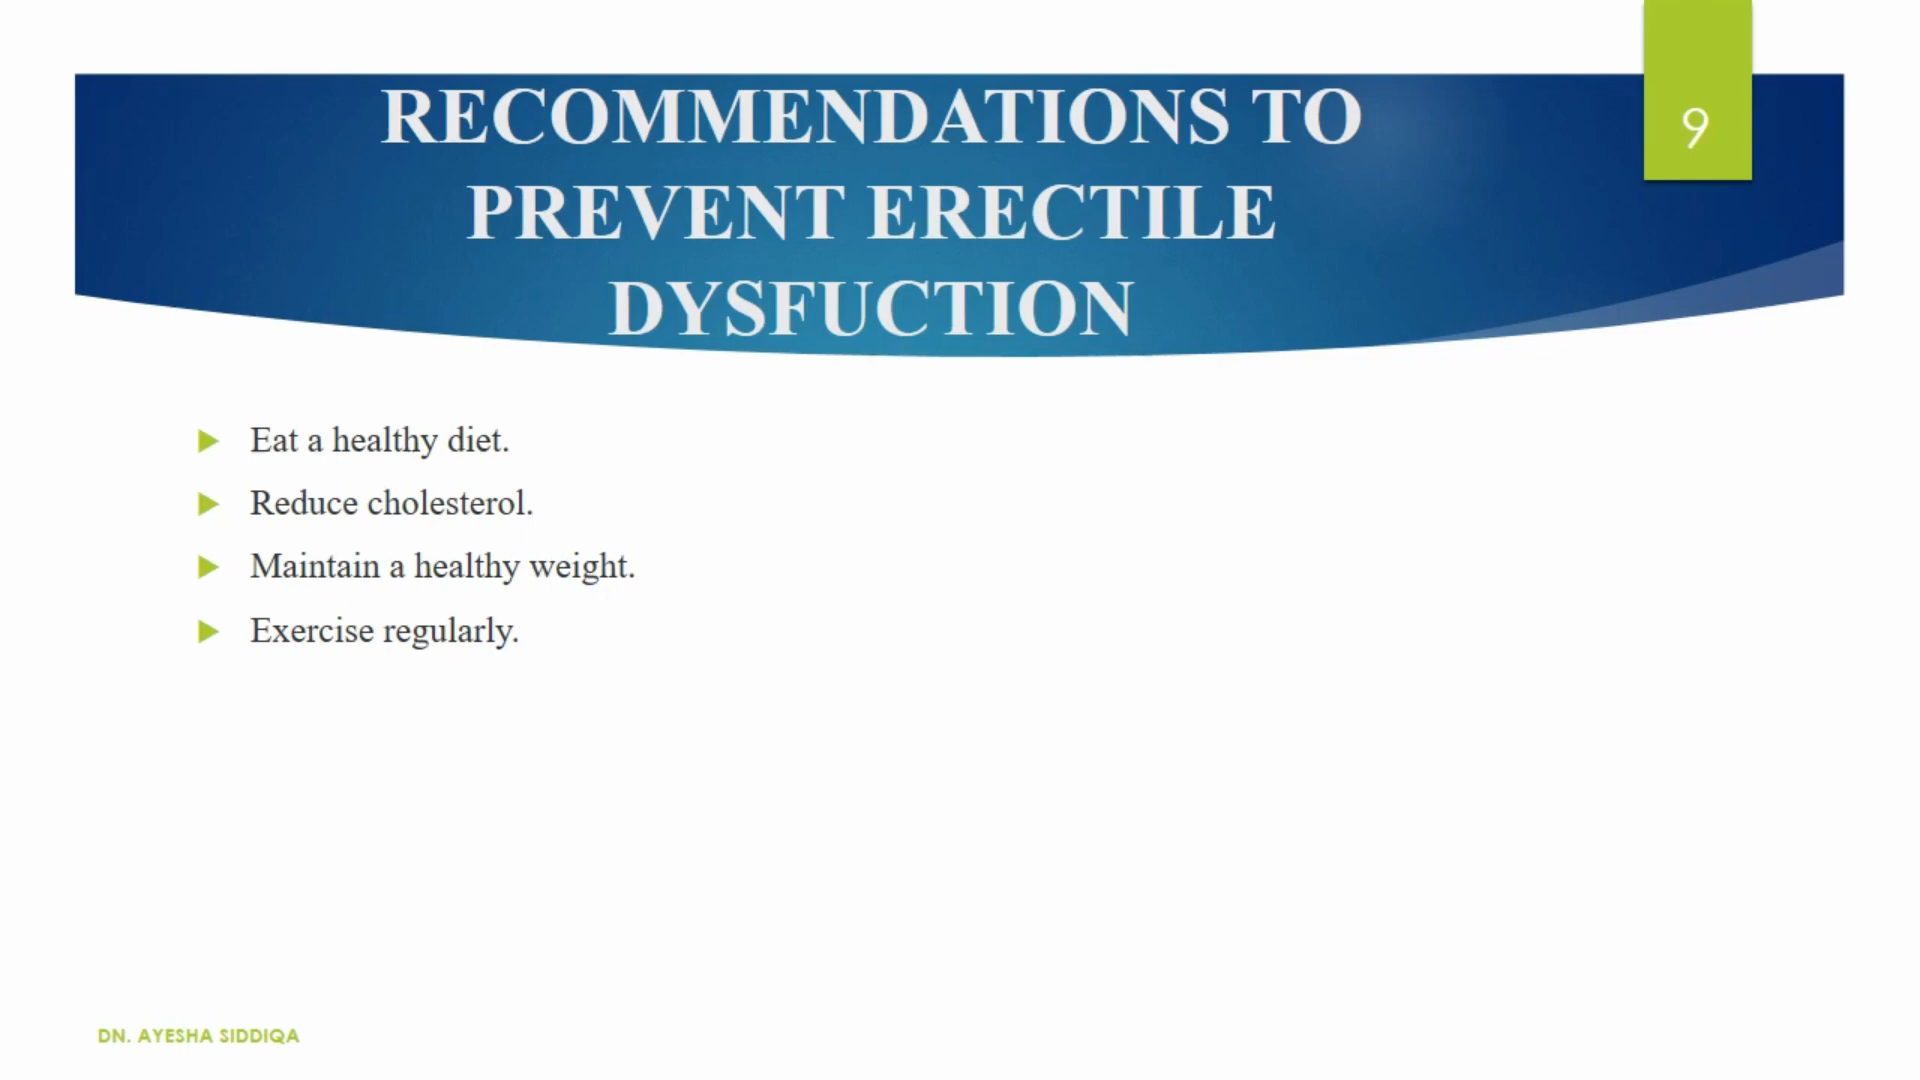 RECOMMENDATIONS TO
PREVENT ERECTILE
DYSFUCTION
9
Eat a healthy diet.
Reduce cholesterol.
Maintain a healthy weight.
Exercise regularly.
DN. AYESHA SIDDIQA